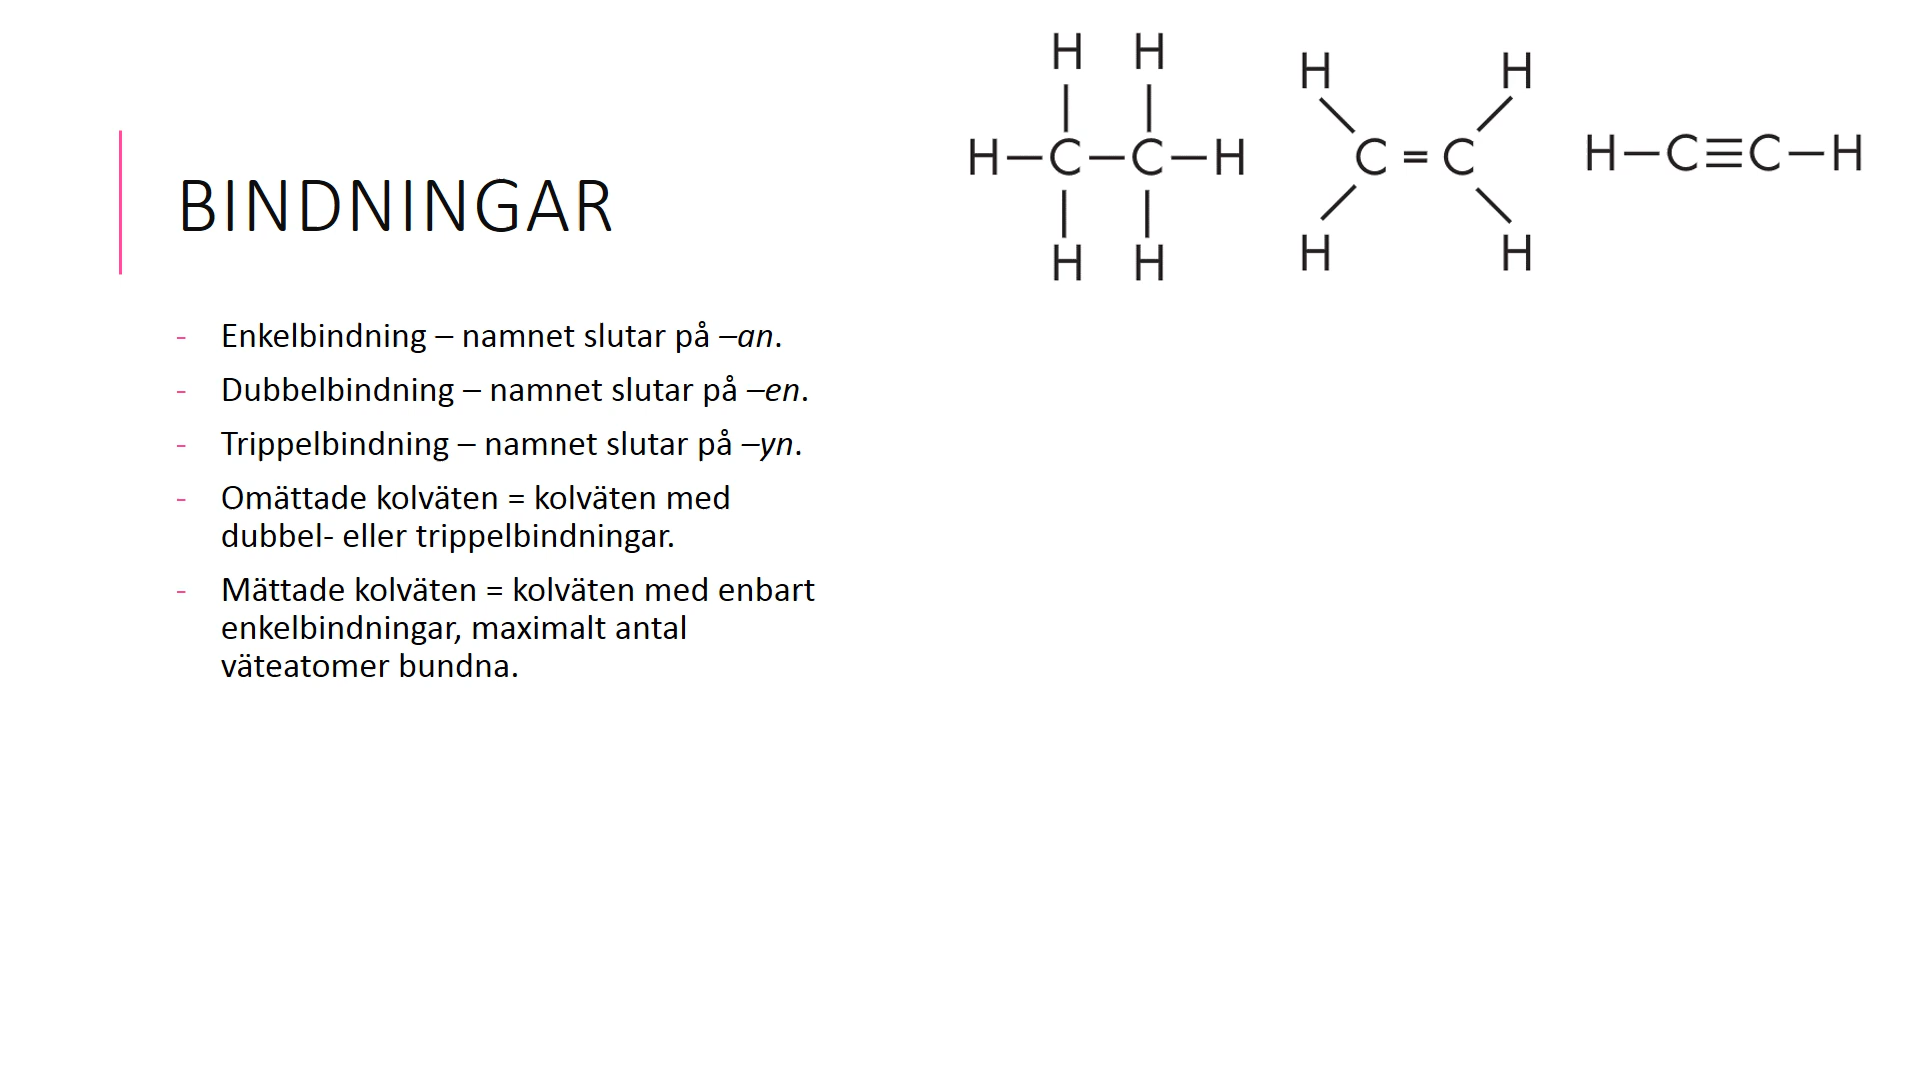 BINDNINGAR
- Enkelbindning – namnet slutar på –an.
- Dubbelbindning – namnet slutar på –en.
- Trippelbindning – namnet slutar på –yn.
- Omättade kolväten = kolväten med
dubbel- eller trippelbindningar.
- Mättade kolväten = kolväten med enbart
enkelbindningar, maximalt antal
väteatomer bundna.
H H
H—C—C—H
H H
H H
C = C
H H
H—C≡C—H